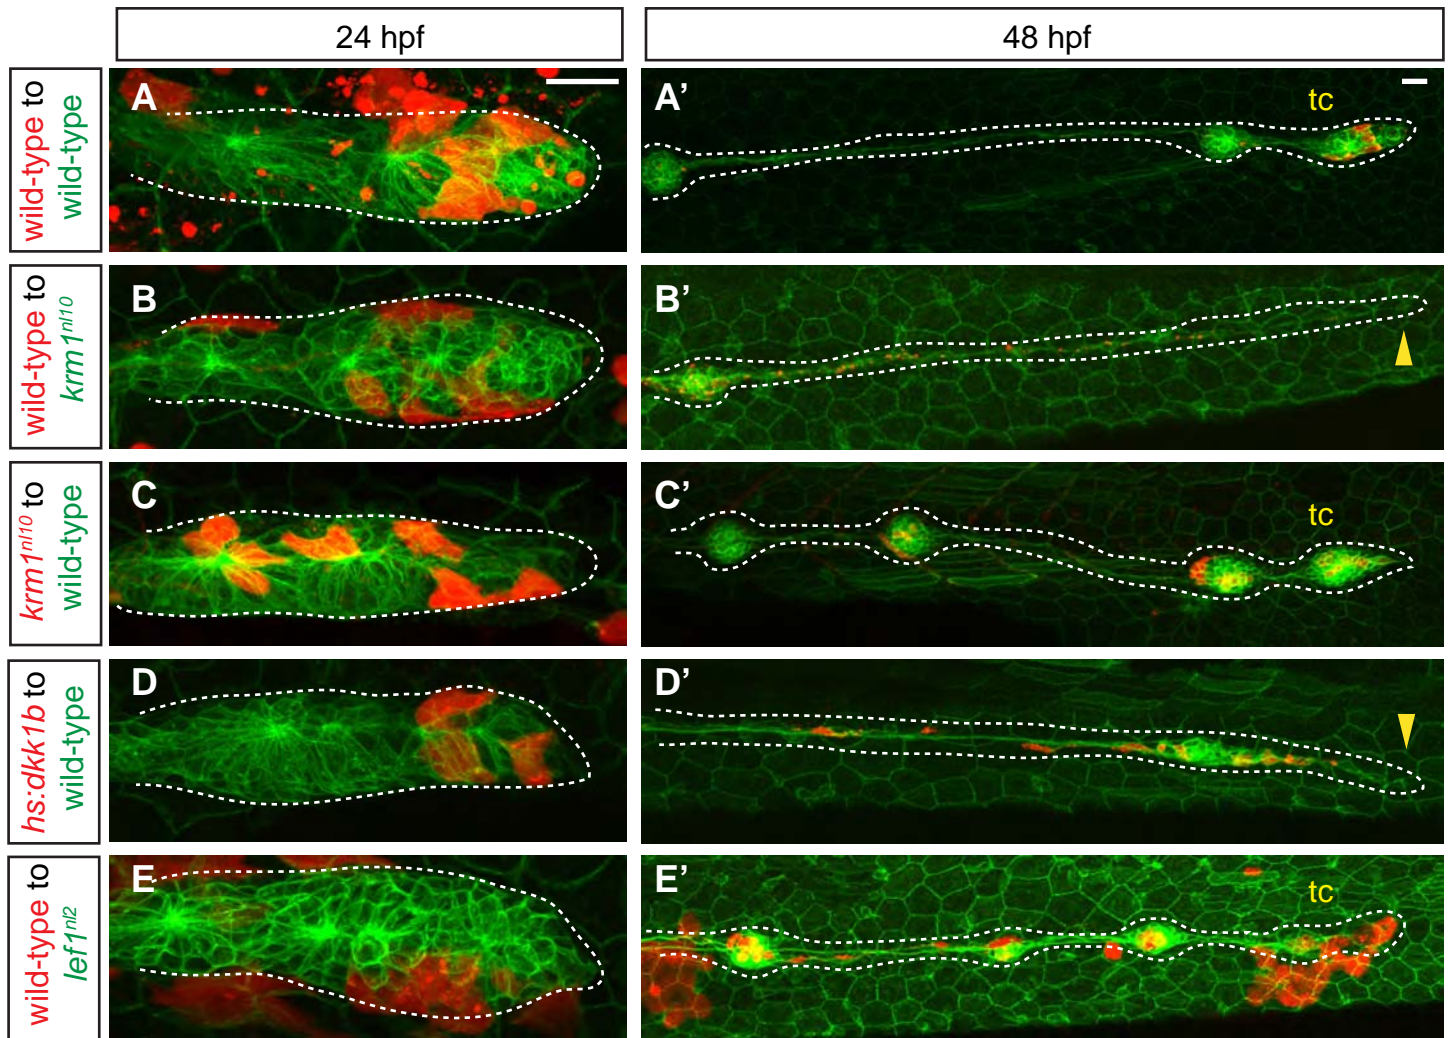 24 hpf
48 hpf
wild-type to
wild-type
A
A’
tc
wild-type to
krm1nl10
B
B’
krm1nl10 to
wild-type
C
C’
tc
hs:dkk1b to
wild-type
D
D’
wild-type to
lef1nl2
E
E’
tc